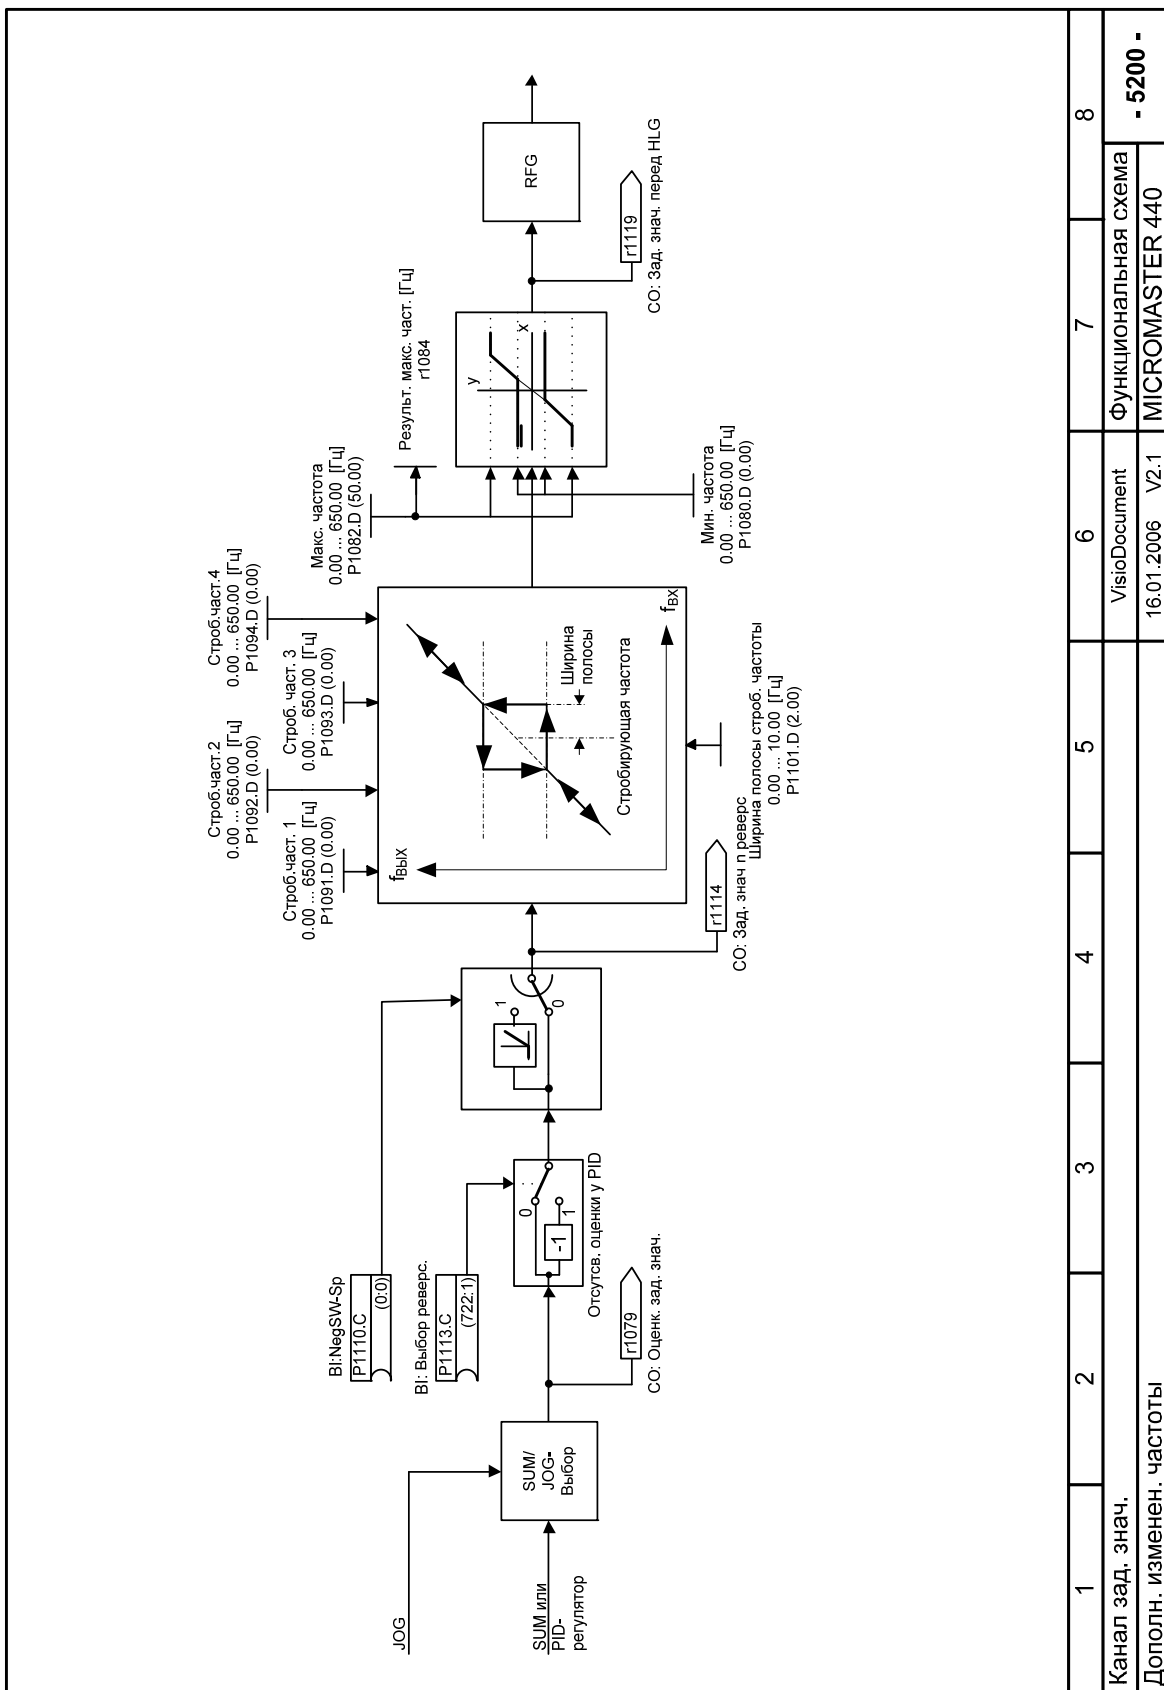 JOG
SUM или
PID-
регулятор
SUM/
JOG-
Выбор
r1079
CO: Оценк. зад. знач.
BI:NegSW-Sp
P1110.C
(0:0)
BI: Выбор реверс.
P1113.C
(722:1)
0
1
-1
Отсутсв. оценки у PID
1
0
r1114
CO: Зад. знач n реверс
Строб.част. 1
0.00 ... 650.00 [Гц]
P1091.D (0.00)
Строб.част.2
0.00 ... 650.00 [Гц]
P1092.D (0.00)
Строб. част. 3
0.00 ... 650.00 [Гц]
P1093.D (0.00)
Строб.част.4
0.00 ... 650.00 [Гц]
P1094.D (0.00)
fВЫХ
fВХ
Ширина
полосы
Стробирующая частота
Ширина полосы строб. частоты
0.00 ... 10.00 [Гц]
P1101.D (2.00)
Макс. частота
0.00 ... 650.00 [Гц]
P1082.D (50.00)
Результ. макс. част. [Гц]
r1084
y
x
Мин. частота
0.00 ... 650.00 [Гц]
P1080.D (0.00)
r1119
CO: Зад. знач. перед HLG
RFG
1 2 3 4 5 6 7 8
Канал зад. знач.
VisioDocument
Функциональная схема
- 5200 -
Дополн. изменен. частоты
16.01.2006 V2.1
MICROMASTER 440